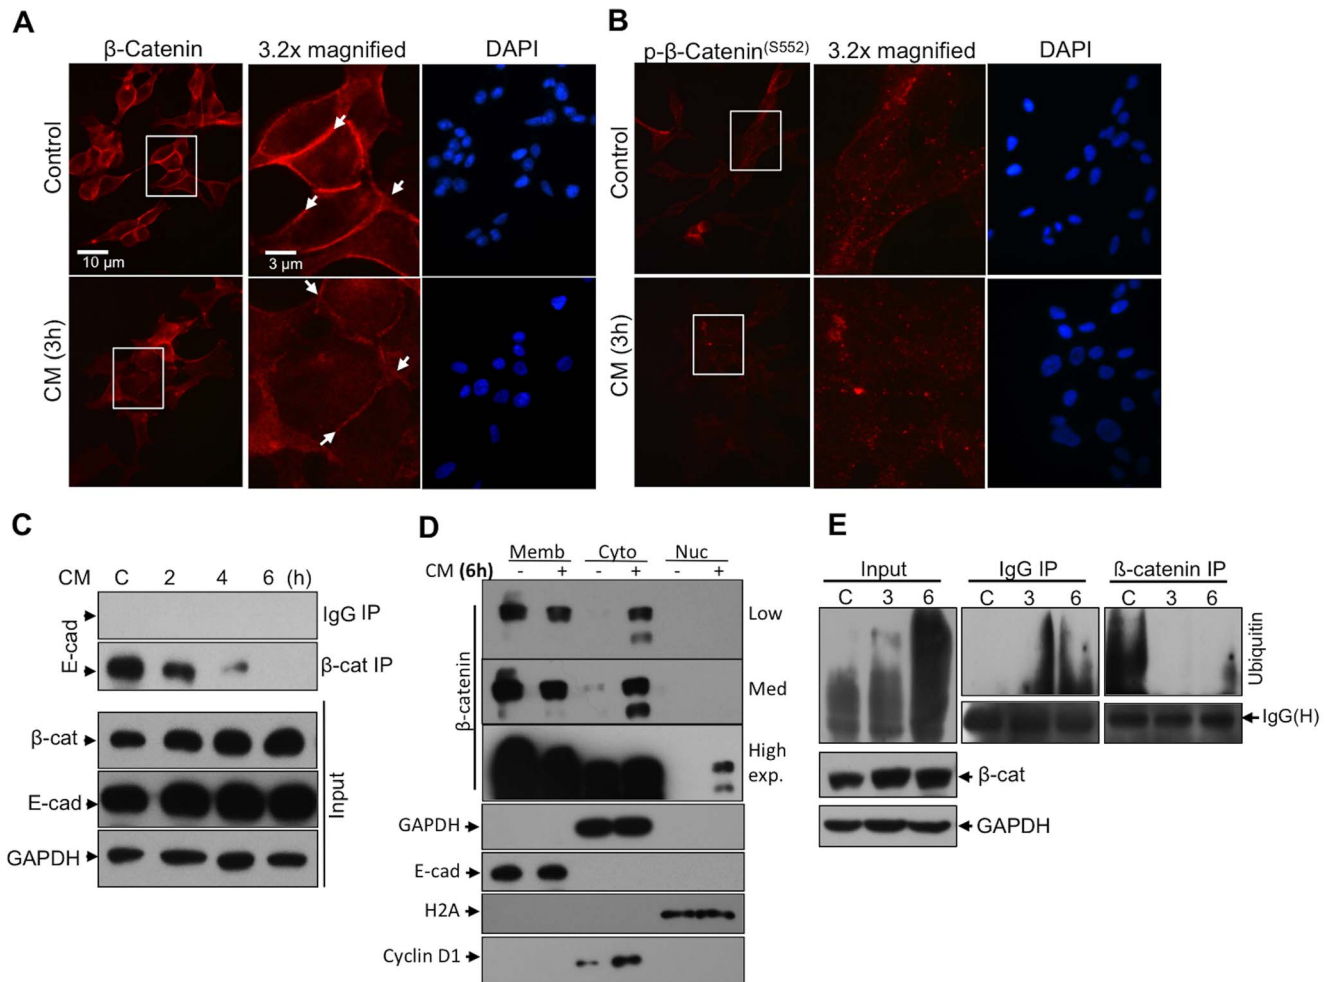 A
β-Catenin 3.2x magnified DAPI
Control
10 µm
3 µm
CM (3h)
B
p-β-Catenin(S552) 3.2x magnified DAPI
Control
CM (3h)
C
CM C 2 4 6 (h)
E-cad
IgG IP
β-cat IP
β-cat
E-cad
GAPDH
Input
D
Memb Cyto Nuc
CM (6h) - + - + - +
β-catenin
Low
Med
High
exp.
GAPDH
E-cad
H2A
Cyclin D1
E
Input IgG IP ß-catenin IP
C 3 6 C 3 6 C 3 6
Ubiquitin
IgG(H)
β-cat
GAPDH